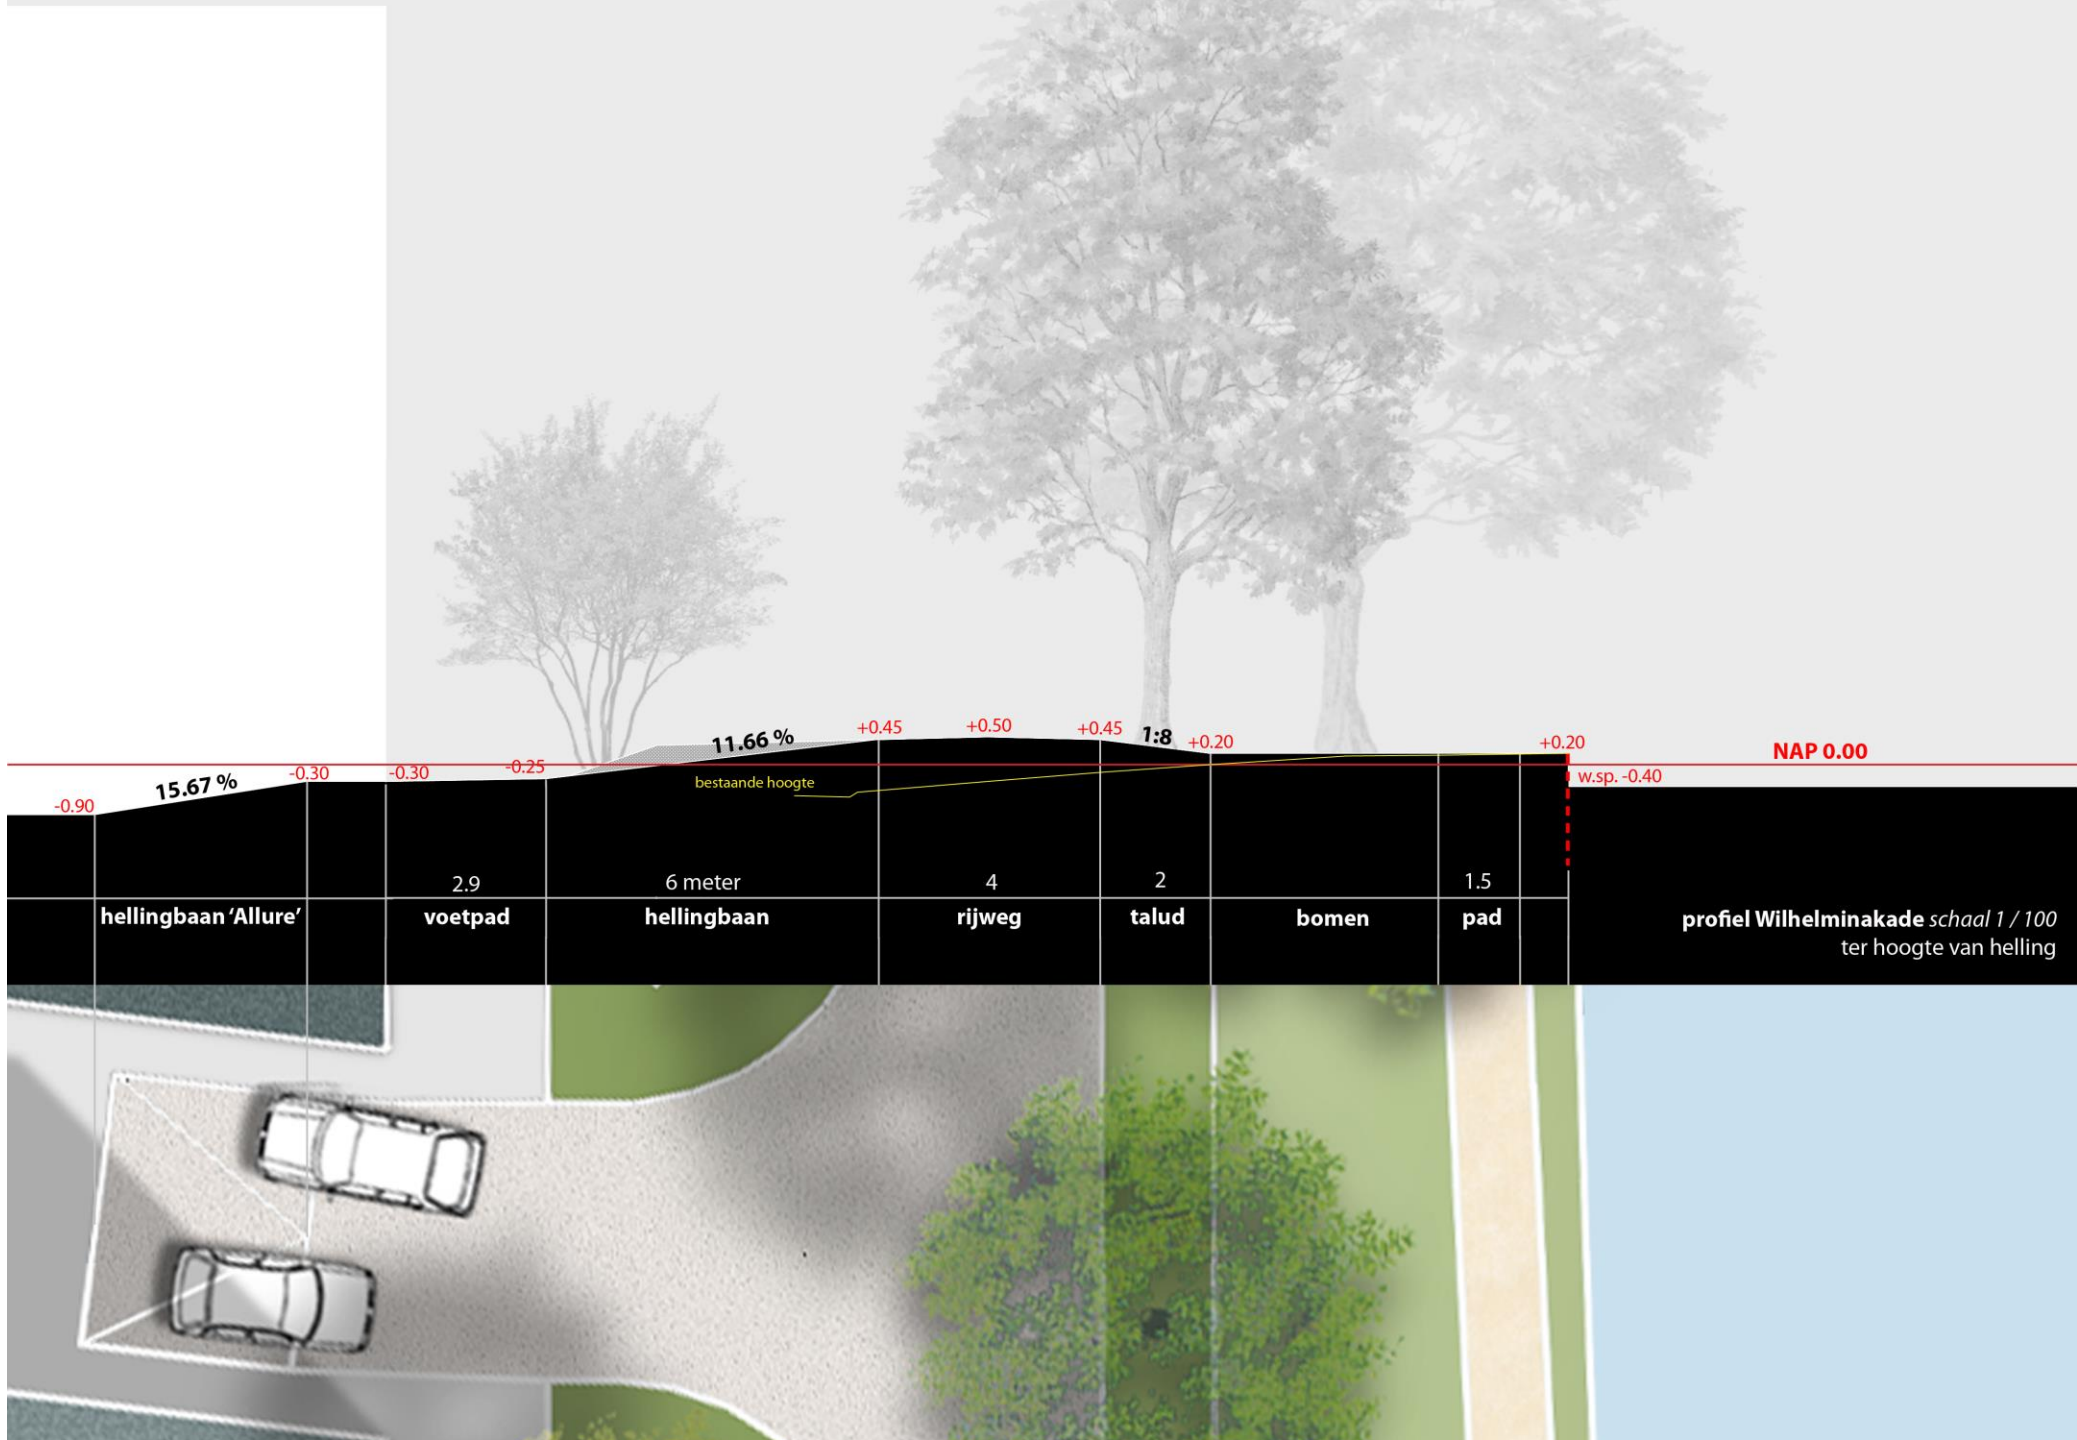 +0.45
+0.50
+0.45
1:8
+0.20
+0.20
11.66 %
NAP 0.00
-0.25
-0.30
-0.30
15.67 %
w.sp. -0.40
bestaande hoogte
-0.90
2.9
6 meter
4
2
1.5
hellingbaan ‘Allure’
voetpad
hellingbaan
rijweg
talud
bomen
pad
profiel Wilhelminakade schaal 1 / 100
ter hoogte van helling